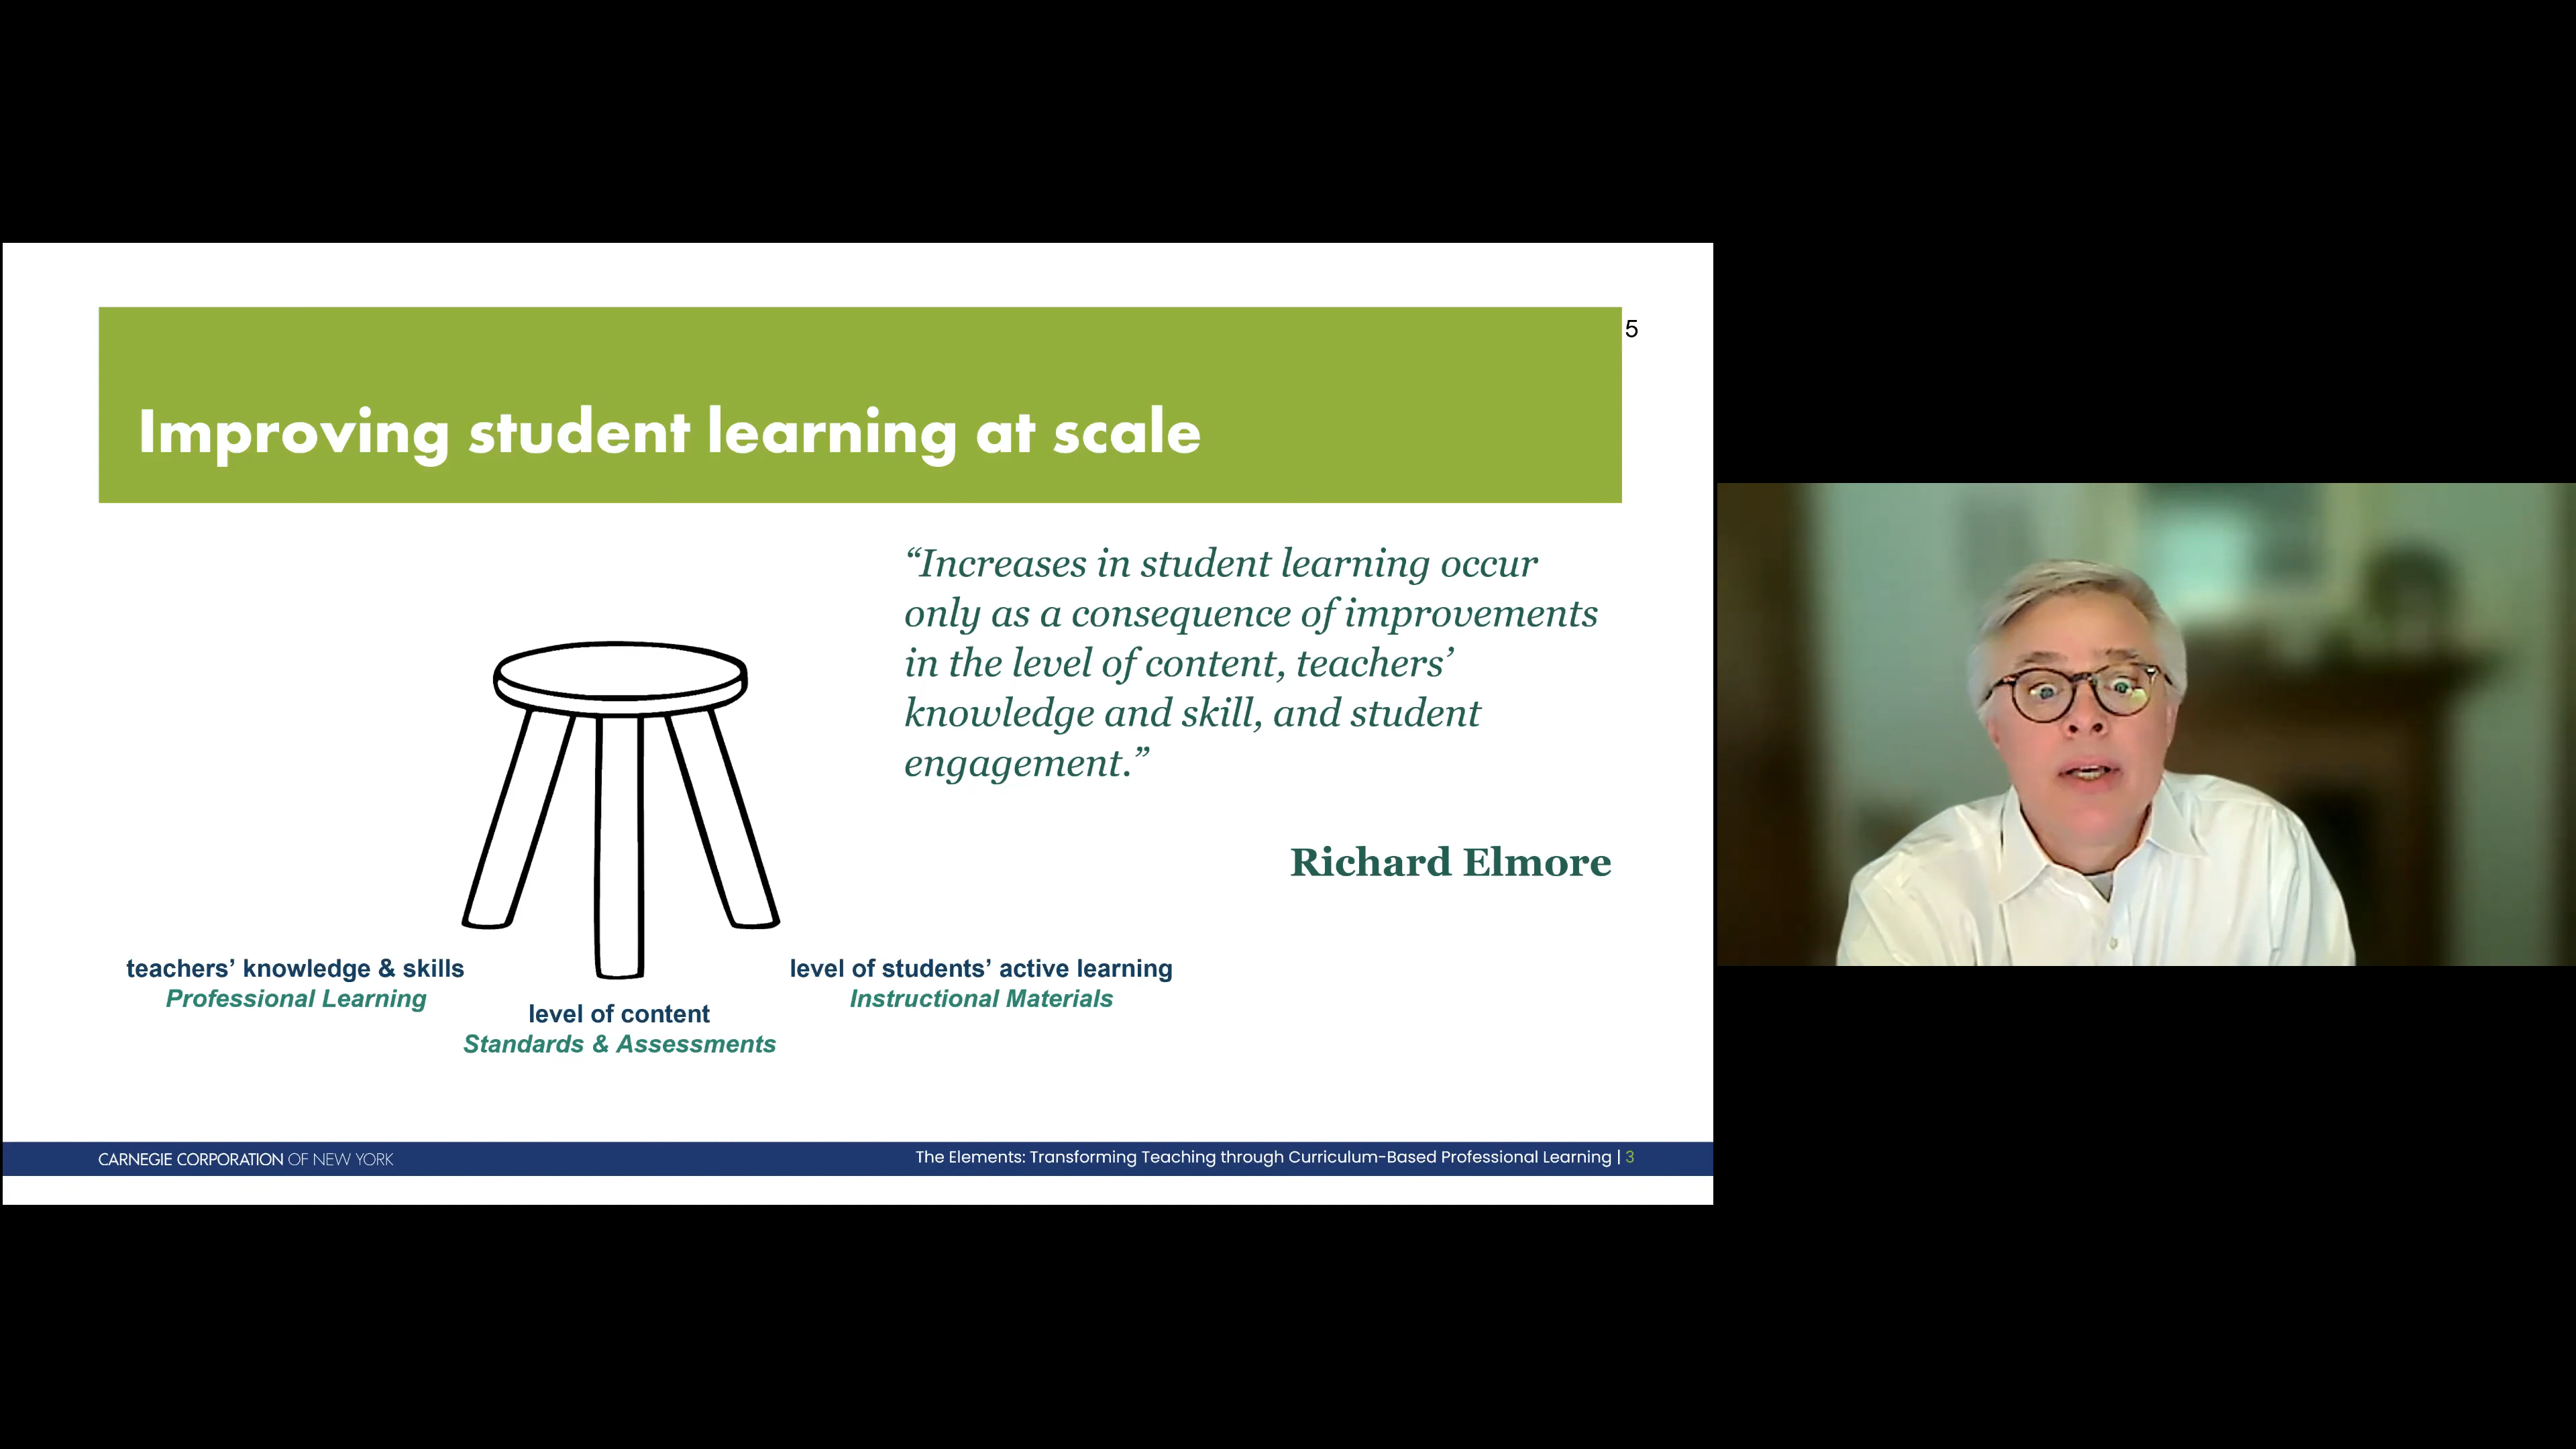 5
Improving student learning at scale
“Increases in student learning occur
only as a consequence of improvements
in the level of content, teachers’
knowledge and skill, and student
engagement.”
Richard Elmore
teachers’ knowledge & skills
Professional Learning
level of content
Standards & Assessments
level of students’ active learning
Instructional Materials
CARNEGIE CORPORATION OF NEW YORK
The Elements: Transforming Teaching through Curriculum-Based Professional Learning | 3